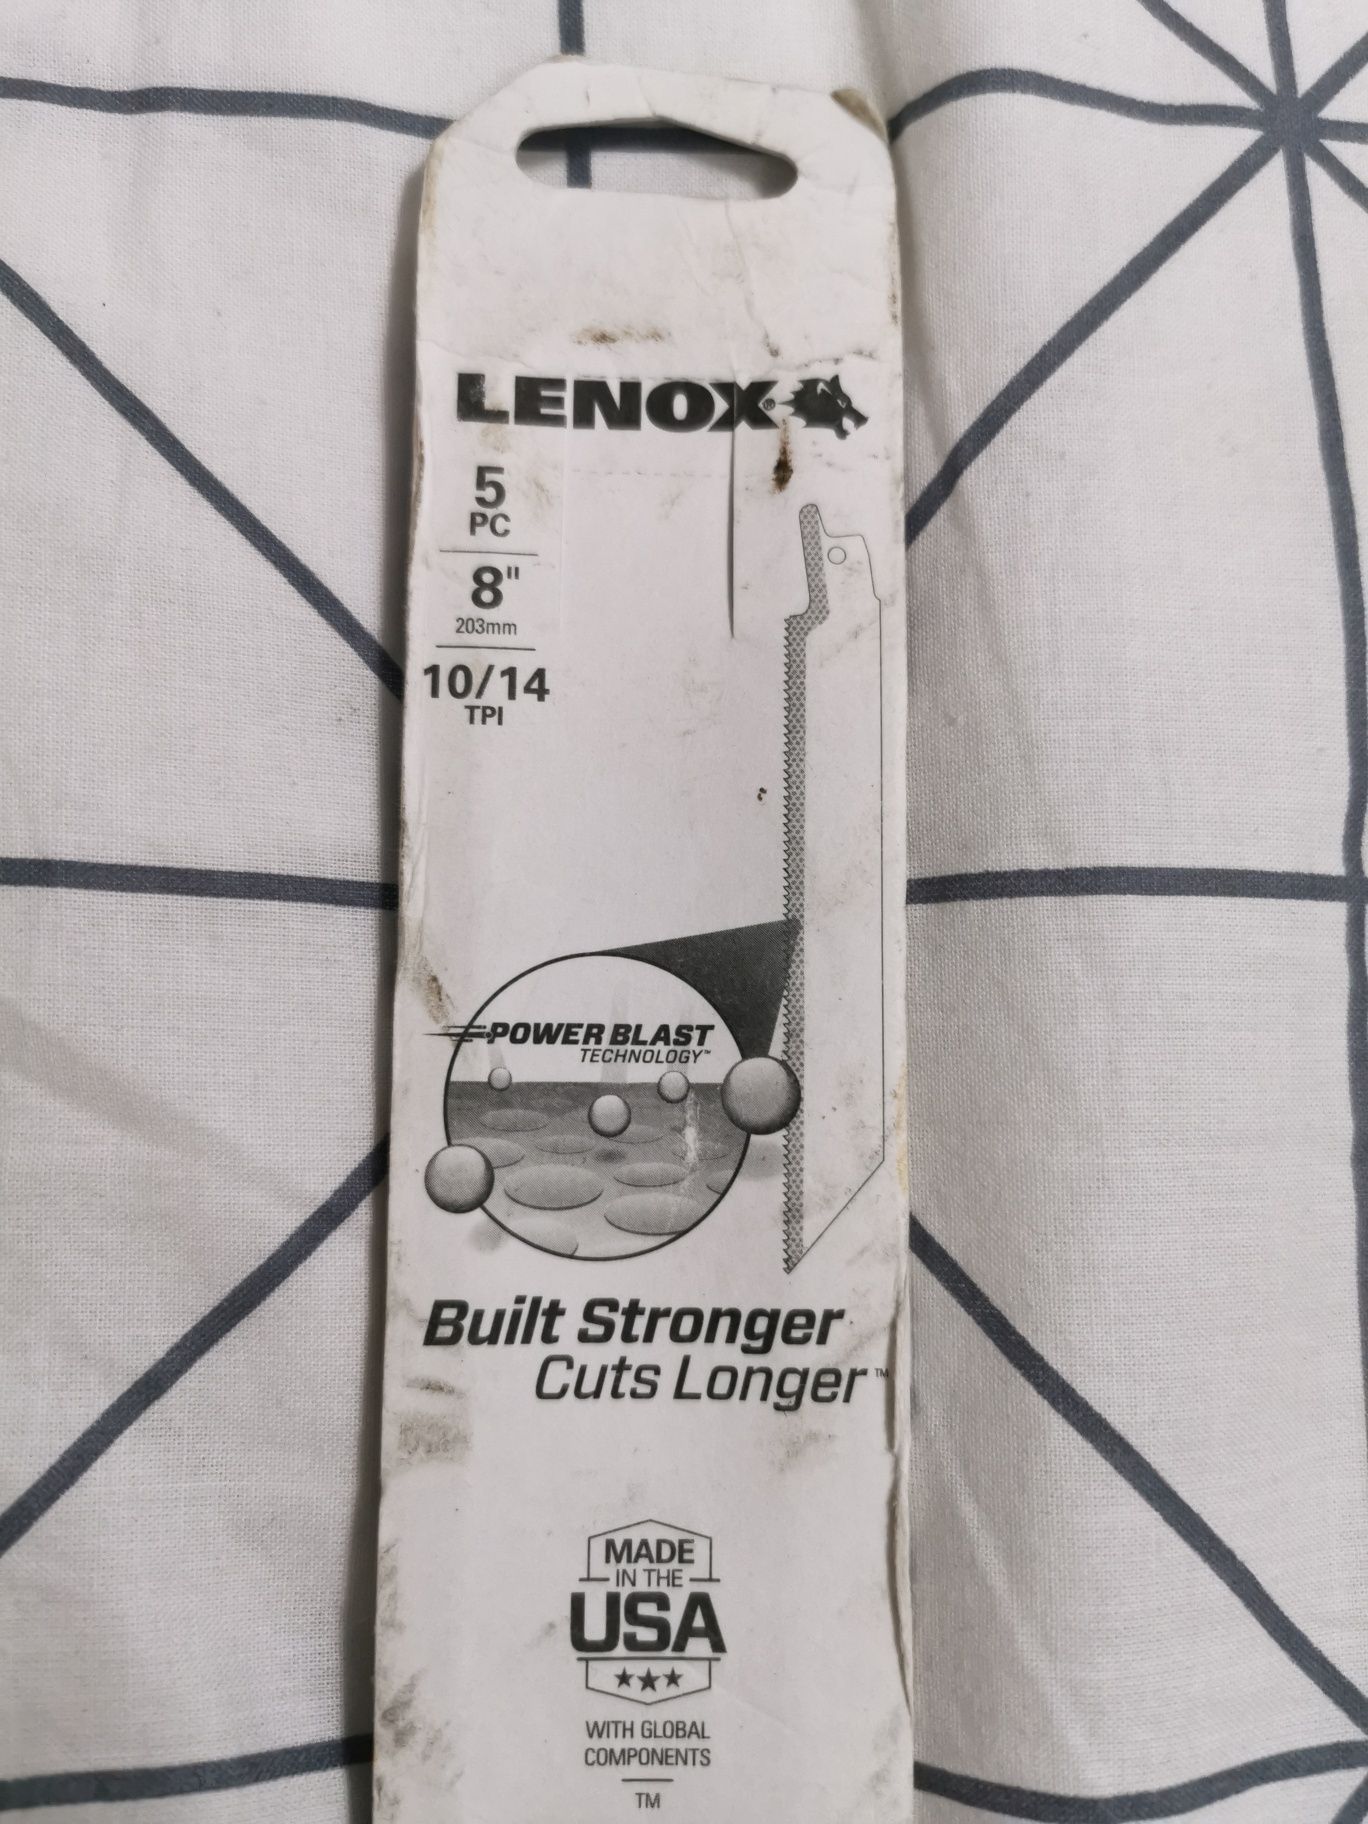 LENOX®
5
PC
8"
203mm
10/14
TPI
POWER BLAST
TECHNOLOGY™
Built Stronger
Cuts Longer™
MADE
IN THE
USA
WITH GLOBAL
COMPONENTS
TM